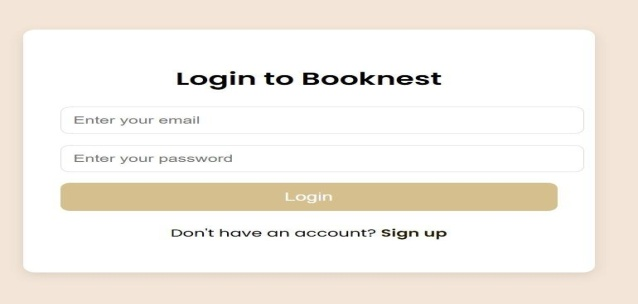 Login to Booknest
Enter your email
Enter your password
Login
Don't have an account? Sign up